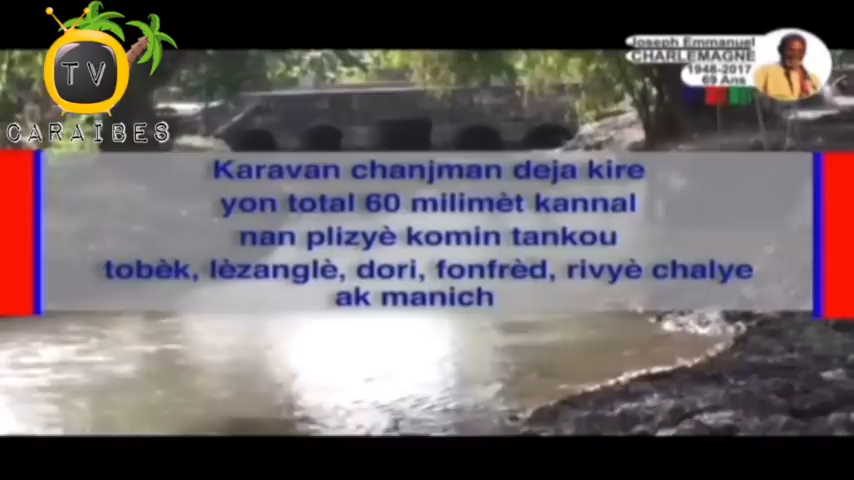 TV
CARAÏBES
Joseph Emmanuel
CHARLEMAGNE
1948-2017
69 Ans
Karavan chanjman deja kire
yon total 60 milimèt kannal
nan plizyè komin tankou
tobèk, lèzanglè, dori, fonfrèd, rivyè chalye
ak manich